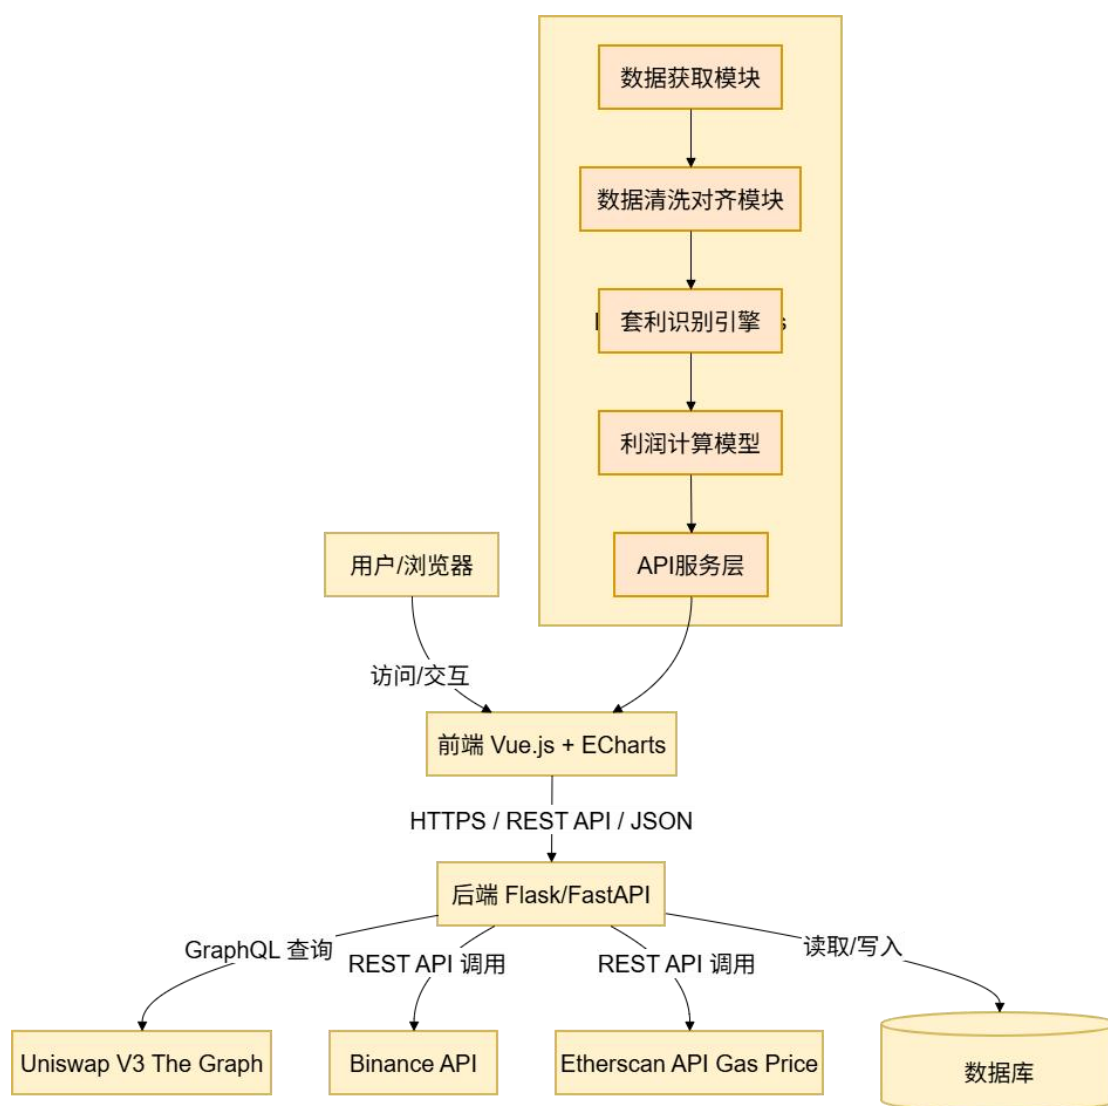 数据获取模块
数据清洗对齐模块
套利识别引擎
利润计算模型
用户/浏览器
API服务层
访问/交互
前端 Vue.js + ECharts
HTTPS / REST API / JSON
后端 Flask/FastAPI
GraphQL 查询
REST API 调用
REST API 调用
读取/写入
Uniswap V3 The Graph
Binance API
Etherscan API Gas Price
数据库